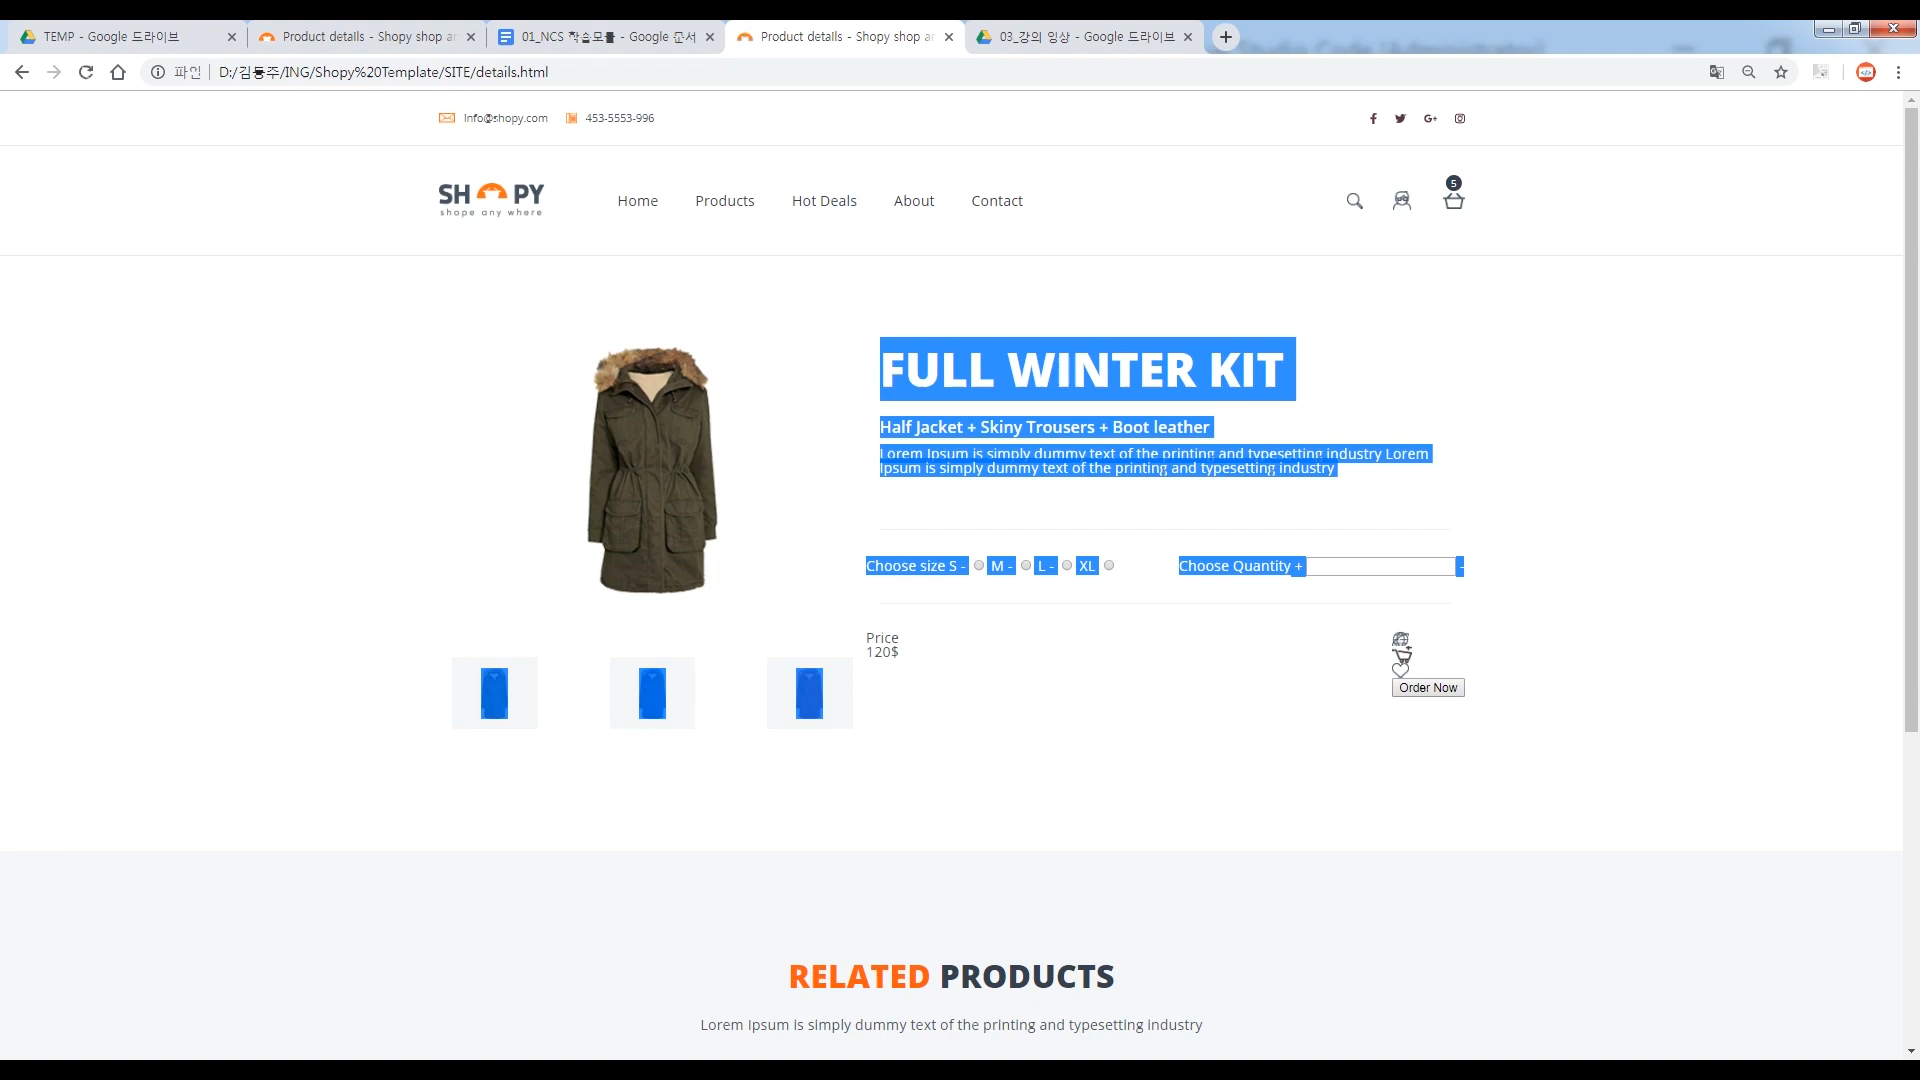 TEMP - Google 드라이브
Product details - Shopy shop an
01_NCS 학습모듈 - Google 문서
Product details - Shopy shop an
03_강의 영상 - Google 드라이브
파일 D:/김동주/ING/Shopy%20Template/SITE/details.html
Info@shopy.com 453-5553-996
SHOPY
shope any where
Home Products Hot Deals About Contact
5
FULL WINTER KIT
Half Jacket + Skiny Trousers + Boot leather
Lorem Ipsum is simply dummy text of the printing and typesetting industry Lorem
Ipsum is simply dummy text of the printing and typesetting industry
Choose size S - M - L - XL Choose Quantity + -
Price
120$
Order Now
RELATED PRODUCTS
Lorem Ipsum is simply dummy text of the printing and typesetting industry